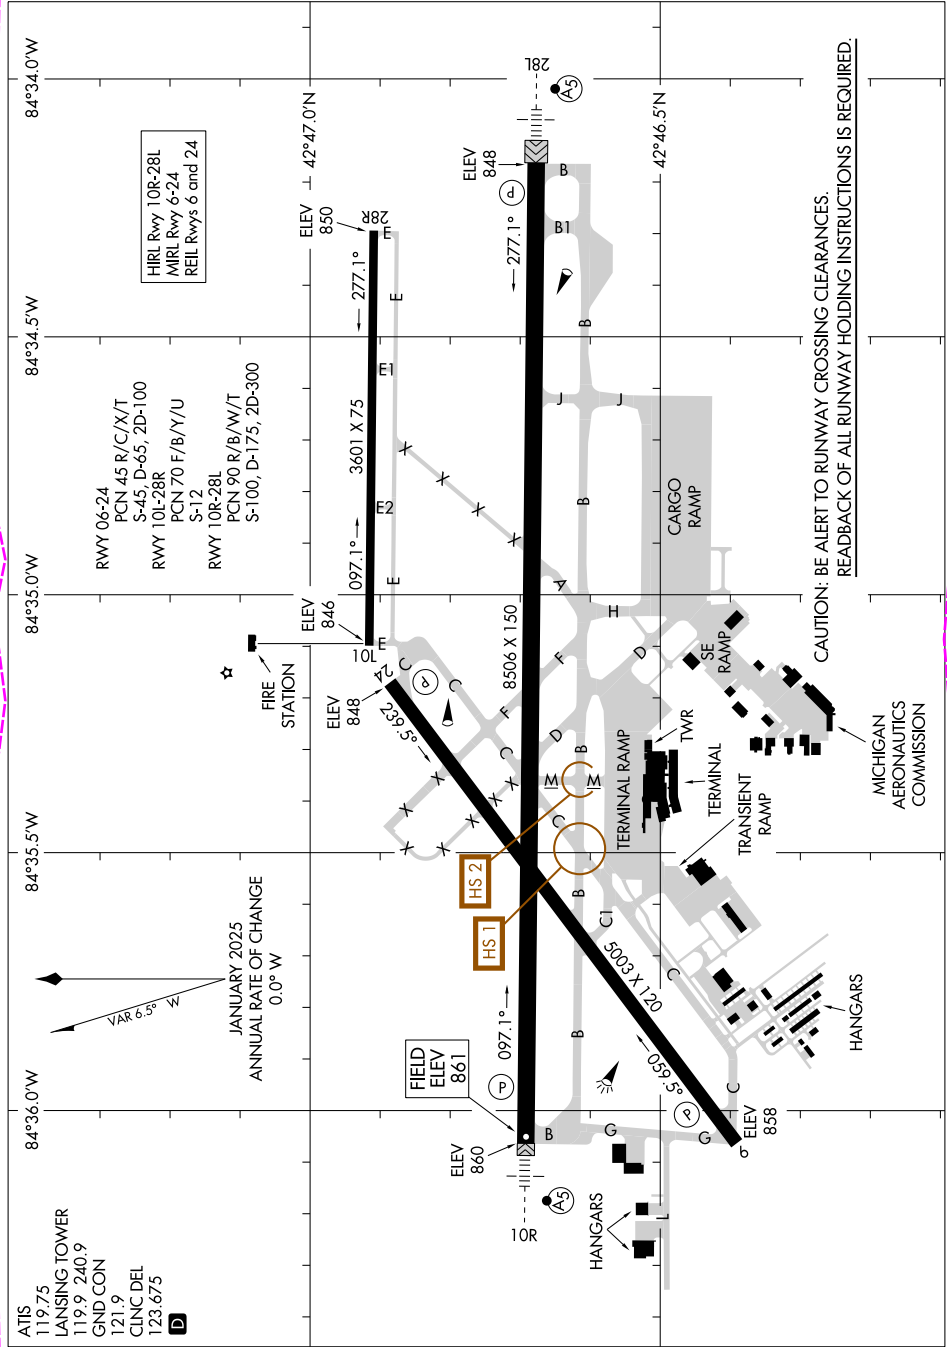 ATIS
119.75
LANSING TOWER
119.9 240.9
GND CON
121.9
CLNC DEL
123.675
D
VAR 6.5° W
JANUARY 2025
ANNUAL RATE OF CHANGE
0.0° W
HIRL Rwy 10R-28L
MIRL Rwy 6-24
REIL Rwys 6 and 24
RWY 06-24
PCN 45 R/C/X/T
S-45, D-65, 2D-100
RWY 10L-28R
PCN 70 F/B/Y/U
S-12
RWY 10R-28L
PCN 90 R/B/W/T
S-100, D-175, 2D-300
84°36.0'W
84°35.5'W
84°35.0'W
84°34.5'W
84°34.0'W
42°47.0'N
42°46.5'N
FIRE
STATION
ELEV
846
10L
097.1°
3601 X 75
277.1°
28R
ELEV
850
E
E
E2
E1
E
E
ELEV
848
24
239.5°
P
C
C
F
C
X
X
X
X
X
X
X
X
X
X
X
FIELD
ELEV
861
ELEV
860
10R
A5
P
097.1°
8506 X 150
277.1°
P
ELEV
848
28L
A5
HS 1
HS 2
B
G
G
B
B
B
B
B
B
B1
C1
C
C
C
M
M
D
D
F
A
H
J
J
L
5003 X 120
059.5°
P
6
ELEV
858
HANGARS
HANGARS
TRANSIENT
RAMP
TERMINAL
TWR
TERMINAL RAMP
SE
RAMP
CARGO
RAMP
MICHIGAN
AERONAUTICS
COMMISSION
CAUTION: BE ALERT TO RUNWAY CROSSING CLEARANCES.
READBACK OF ALL RUNWAY HOLDING INSTRUCTIONS IS REQUIRED.